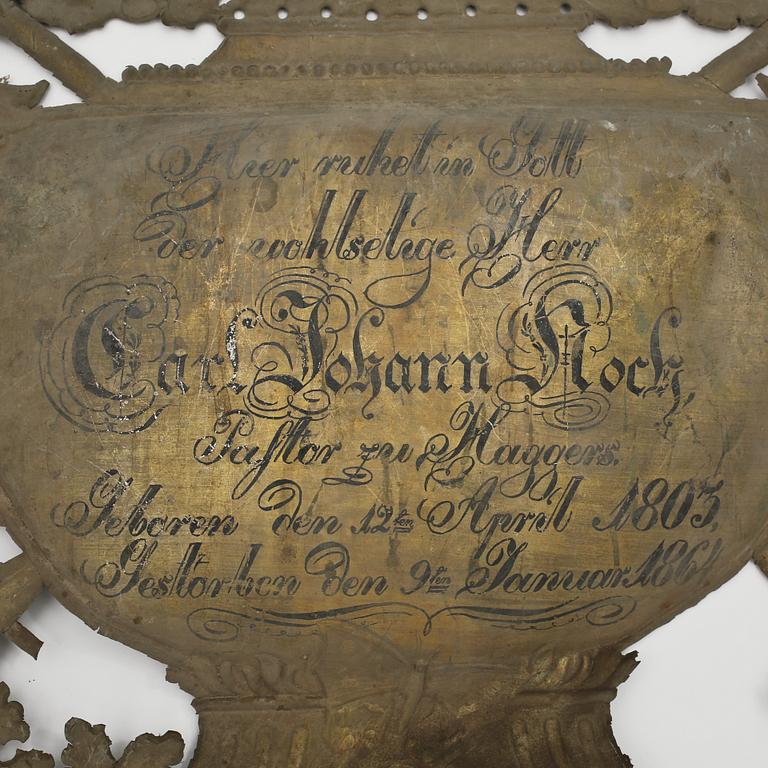 Hier ruhet in Gott
der wohlselige Herr
Carl Johann Koch,
Pastor zu Haggers.
Geboren den 12ten April 1803,
Gestorben den 9ten Januar 1864.